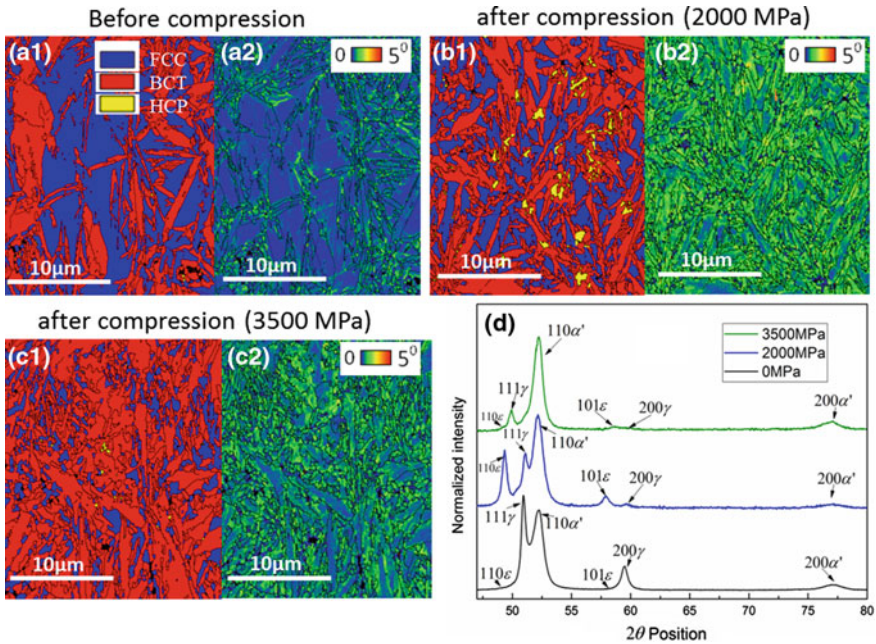 Before compression
after compression (2000 MPa)
(a1)
FCC
BCT
HCP
10μm
(a2)
0 5⁰
(b1)
10μm
(b2)
0 5⁰
after compression (3500 MPa)
(c1)
10μm
(c2)
0 5⁰
(d)
3500MPa
2000MPa
0MPa
110α'
111γ
110ε
101ε
200γ
200α'
110ε
111γ
110α'
101ε
200γ
200α'
111γ
110α'
110ε
101ε
200γ
200α'
Normalized intensity
50 55 60 65 70 75 80
2θ Position